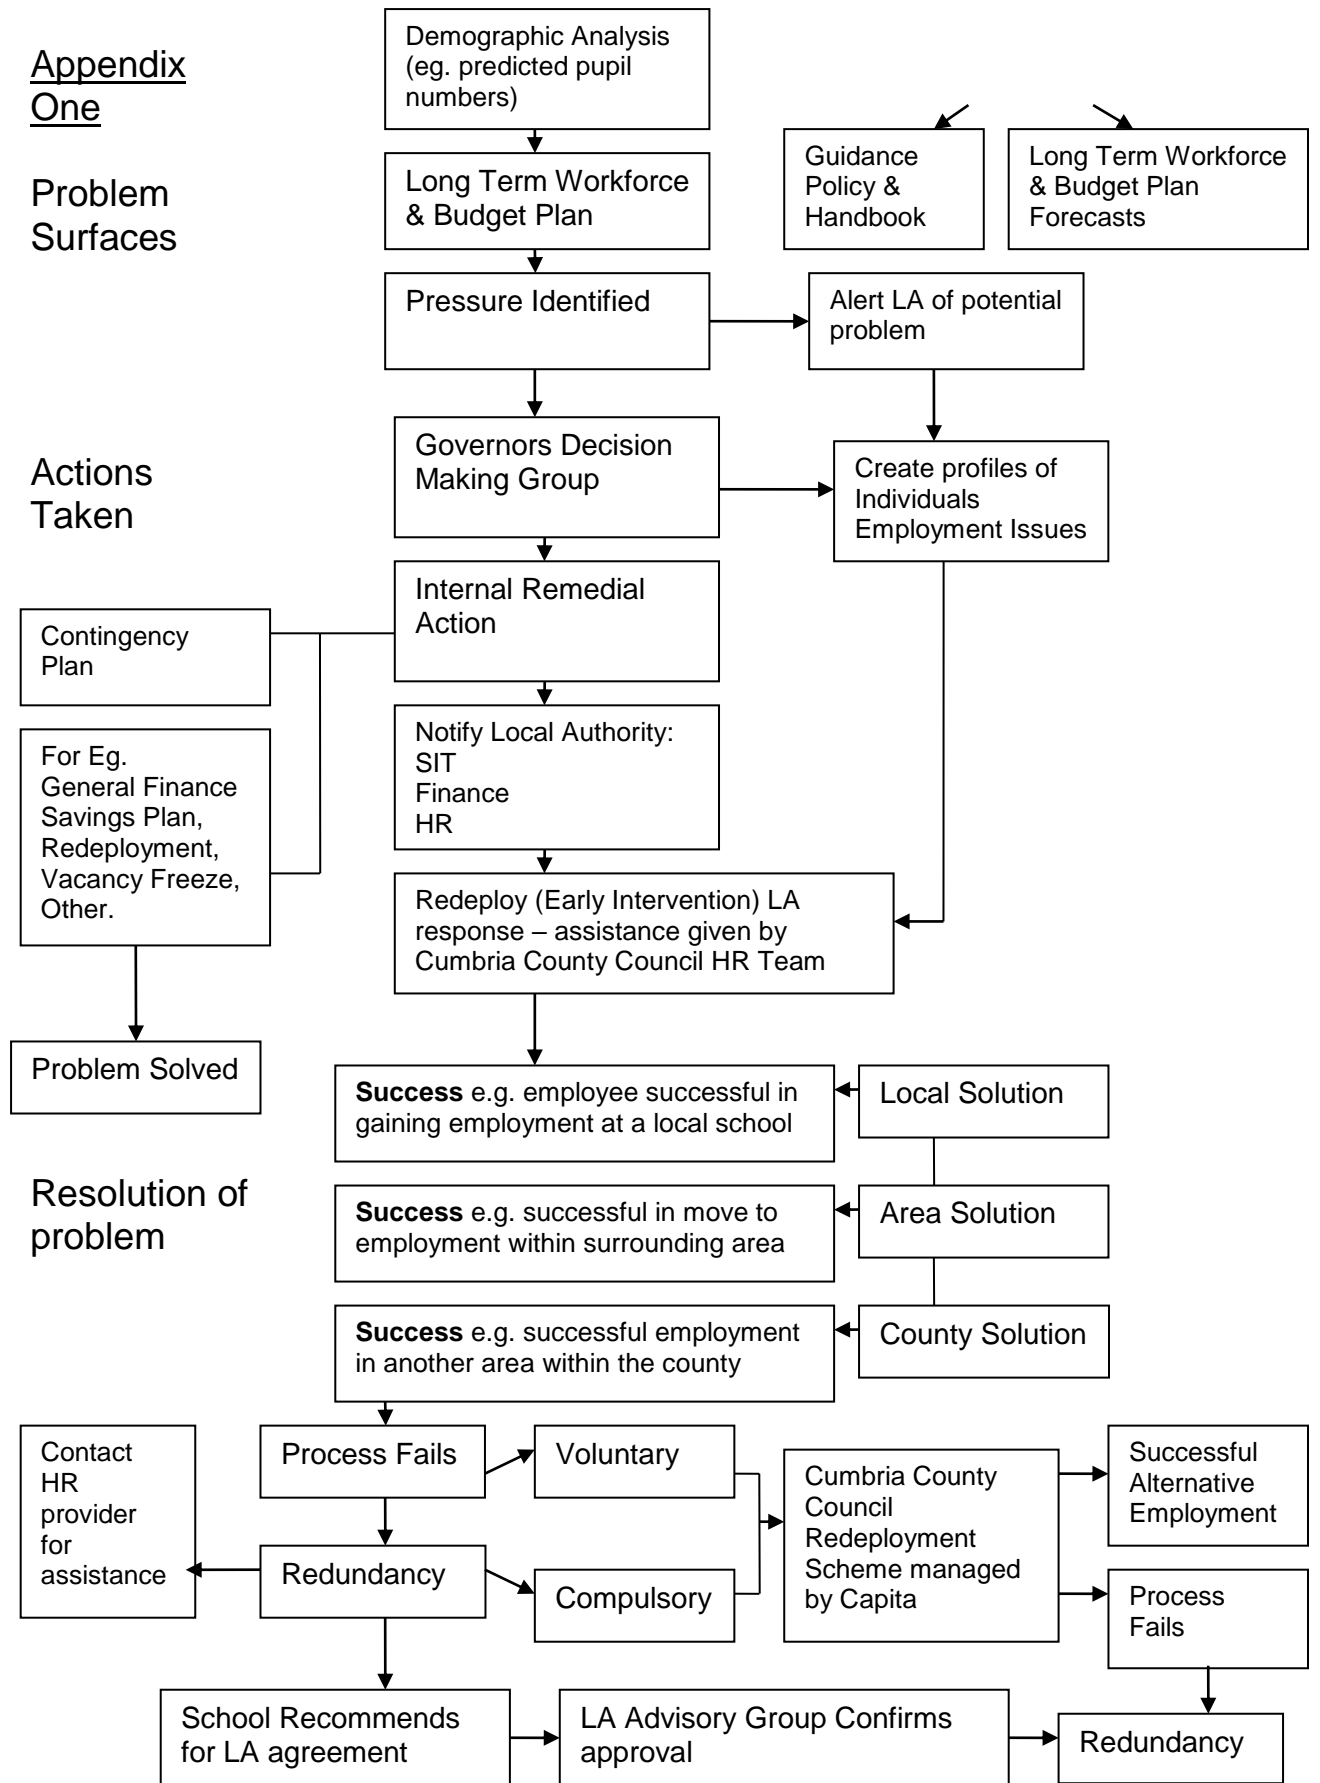 Appendix
One
Demographic Analysis
(eg. predicted pupil
numbers)
Guidance
Policy &
Handbook
Long Term Workforce
& Budget Plan
Forecasts
Problem
Surfaces
Long Term Workforce
& Budget Plan
Pressure Identified
Alert LA of potential
problem
Actions
Taken
Governors Decision
Making Group
Create profiles of
Individuals
Employment Issues
Internal Remedial
Action
Contingency
Plan
Notify Local Authority:
SIT
Finance
HR
For Eg.
General Finance
Savings Plan,
Redeployment,
Vacancy Freeze,
Other.
Redeploy (Early Intervention) LA
response – assistance given by
Cumbria County Council HR Team
Problem Solved
Success e.g. employee successful in
gaining employment at a local school
Local Solution
Resolution of
problem
Success e.g. successful in move to
employment within surrounding area
Area Solution
Success e.g. successful employment
in another area within the county
County Solution
Contact
HR
provider
for
assistance
Process Fails
Voluntary
Cumbria County
Council
Redeployment
Scheme managed
by Capita
Successful
Alternative
Employment
Redundancy
Compulsory
Process
Fails
School Recommends
for LA agreement
LA Advisory Group Confirms
approval
Redundancy